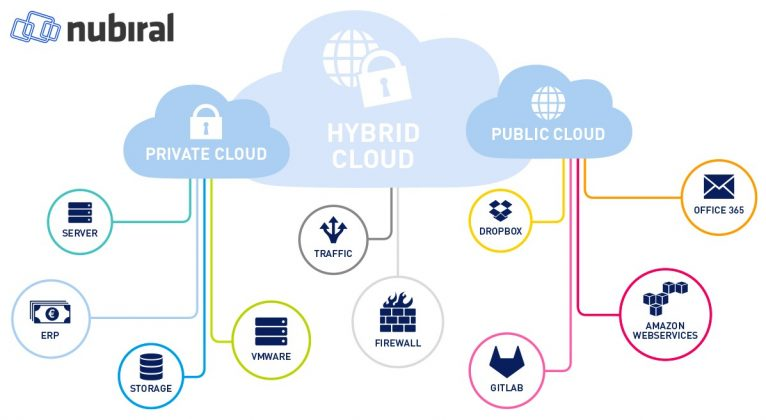 nubiral
HYBRID
CLOUD
PRIVATE CLOUD
PUBLIC CLOUD
SERVER
ERP
STORAGE
VMWARE
TRAFFIC
FIREWALL
DROPBOX
GITLAB
AMAZON
WEBSERVICES
OFFICE 365
€